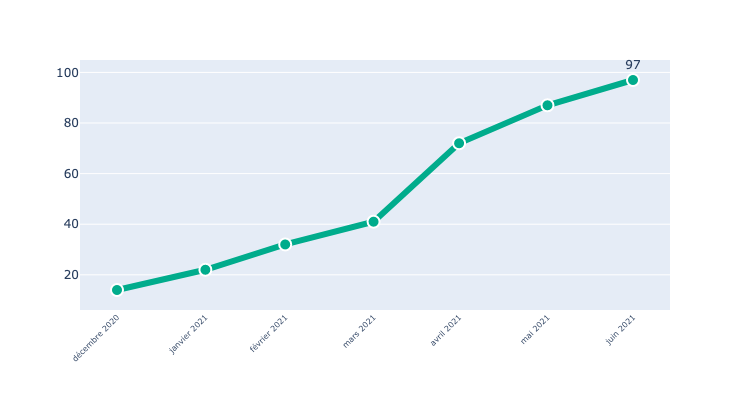 97
100
80
60
40
20
décembre 2020
janvier 2021
février 2021
mars 2021
avril 2021
mai 2021
juin 2021